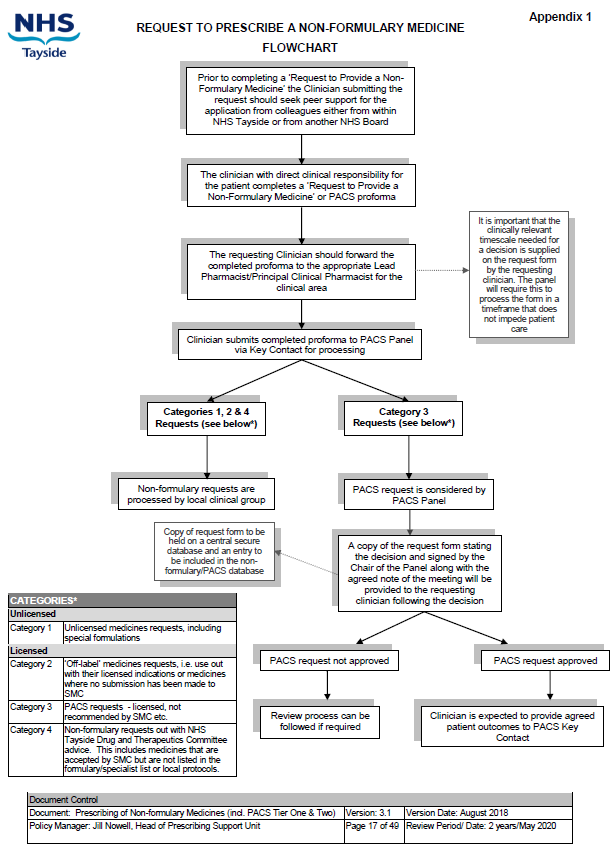 NHS
Tayside
Appendix 1
REQUEST TO PRESCRIBE A NON-FORMULARY MEDICINE
FLOWCHART
Prior to completing a 'Request to Provide a Non-
Formulary Medicine' the Clinician submitting the
request should seek peer support for the
application from colleagues either from within
NHS Tayside or from another NHS Board
The clinician with direct clinical responsibility for
the patient completes a 'Request to Provide a
Non-Formulary Medicine' or PACS proforma
The requesting Clinician should forward the
completed proforma to the appropriate Lead
Pharmacist/Principal Clinical Pharmacist for the
clinical area
It is important that the
clinically relevant
timescale needed for
a decision is supplied
on the request form
by the requesting
clinician. The panel
will require this to
process the form in a
timeframe that does
not impede patient
care
Clinician submits completed proforma to PACS Panel
via Key Contact for processing
Categories 1, 2 & 4
Requests (see below*)
Category 3
Requests (see below*)
Non-formulary requests are
processed by local clinical group
PACS request is considered by
PACS Panel
Copy of request form to be
held on a central secure
database and an entry to
be included in the non-
formulary/PACS database
A copy of the request form stating
the decision and signed by the
Chair of the Panel along with the
agreed note of the meeting will be
provided to the requesting
clinician following the decision
PACS request not approved
PACS request approved
Review process can be
followed if required
Clinician is expected to provide agreed
patient outcomes to PACS Key
Contact
CATEGORIES*
Unlicensed
Category 1 Unlicensed medicines requests, including
special formulations
Licensed
Category 2 'Off-label' medicines requests, i.e. use out
with their licensed indications or medicines
where no submission has been made to
SMC
Category 3 PACS requests - licensed, not
recommended by SMC etc.
Category 4 Non-formulary requests out with NHS
Tayside Drug and Therapeutics Committee
advice. This includes medicines that are
accepted by SMC but are not listed in the
formulary/specialist list or local protocols.
Document Control
Document: Prescribing of Non-formulary Medicines (incl. PACS Tier One & Two) Version: 3.1 Version Date: August 2018
Policy Manager: Jill Nowell, Head of Prescribing Support Unit Page 17 of 49 Review Period/ Date: 2 years/May 2020